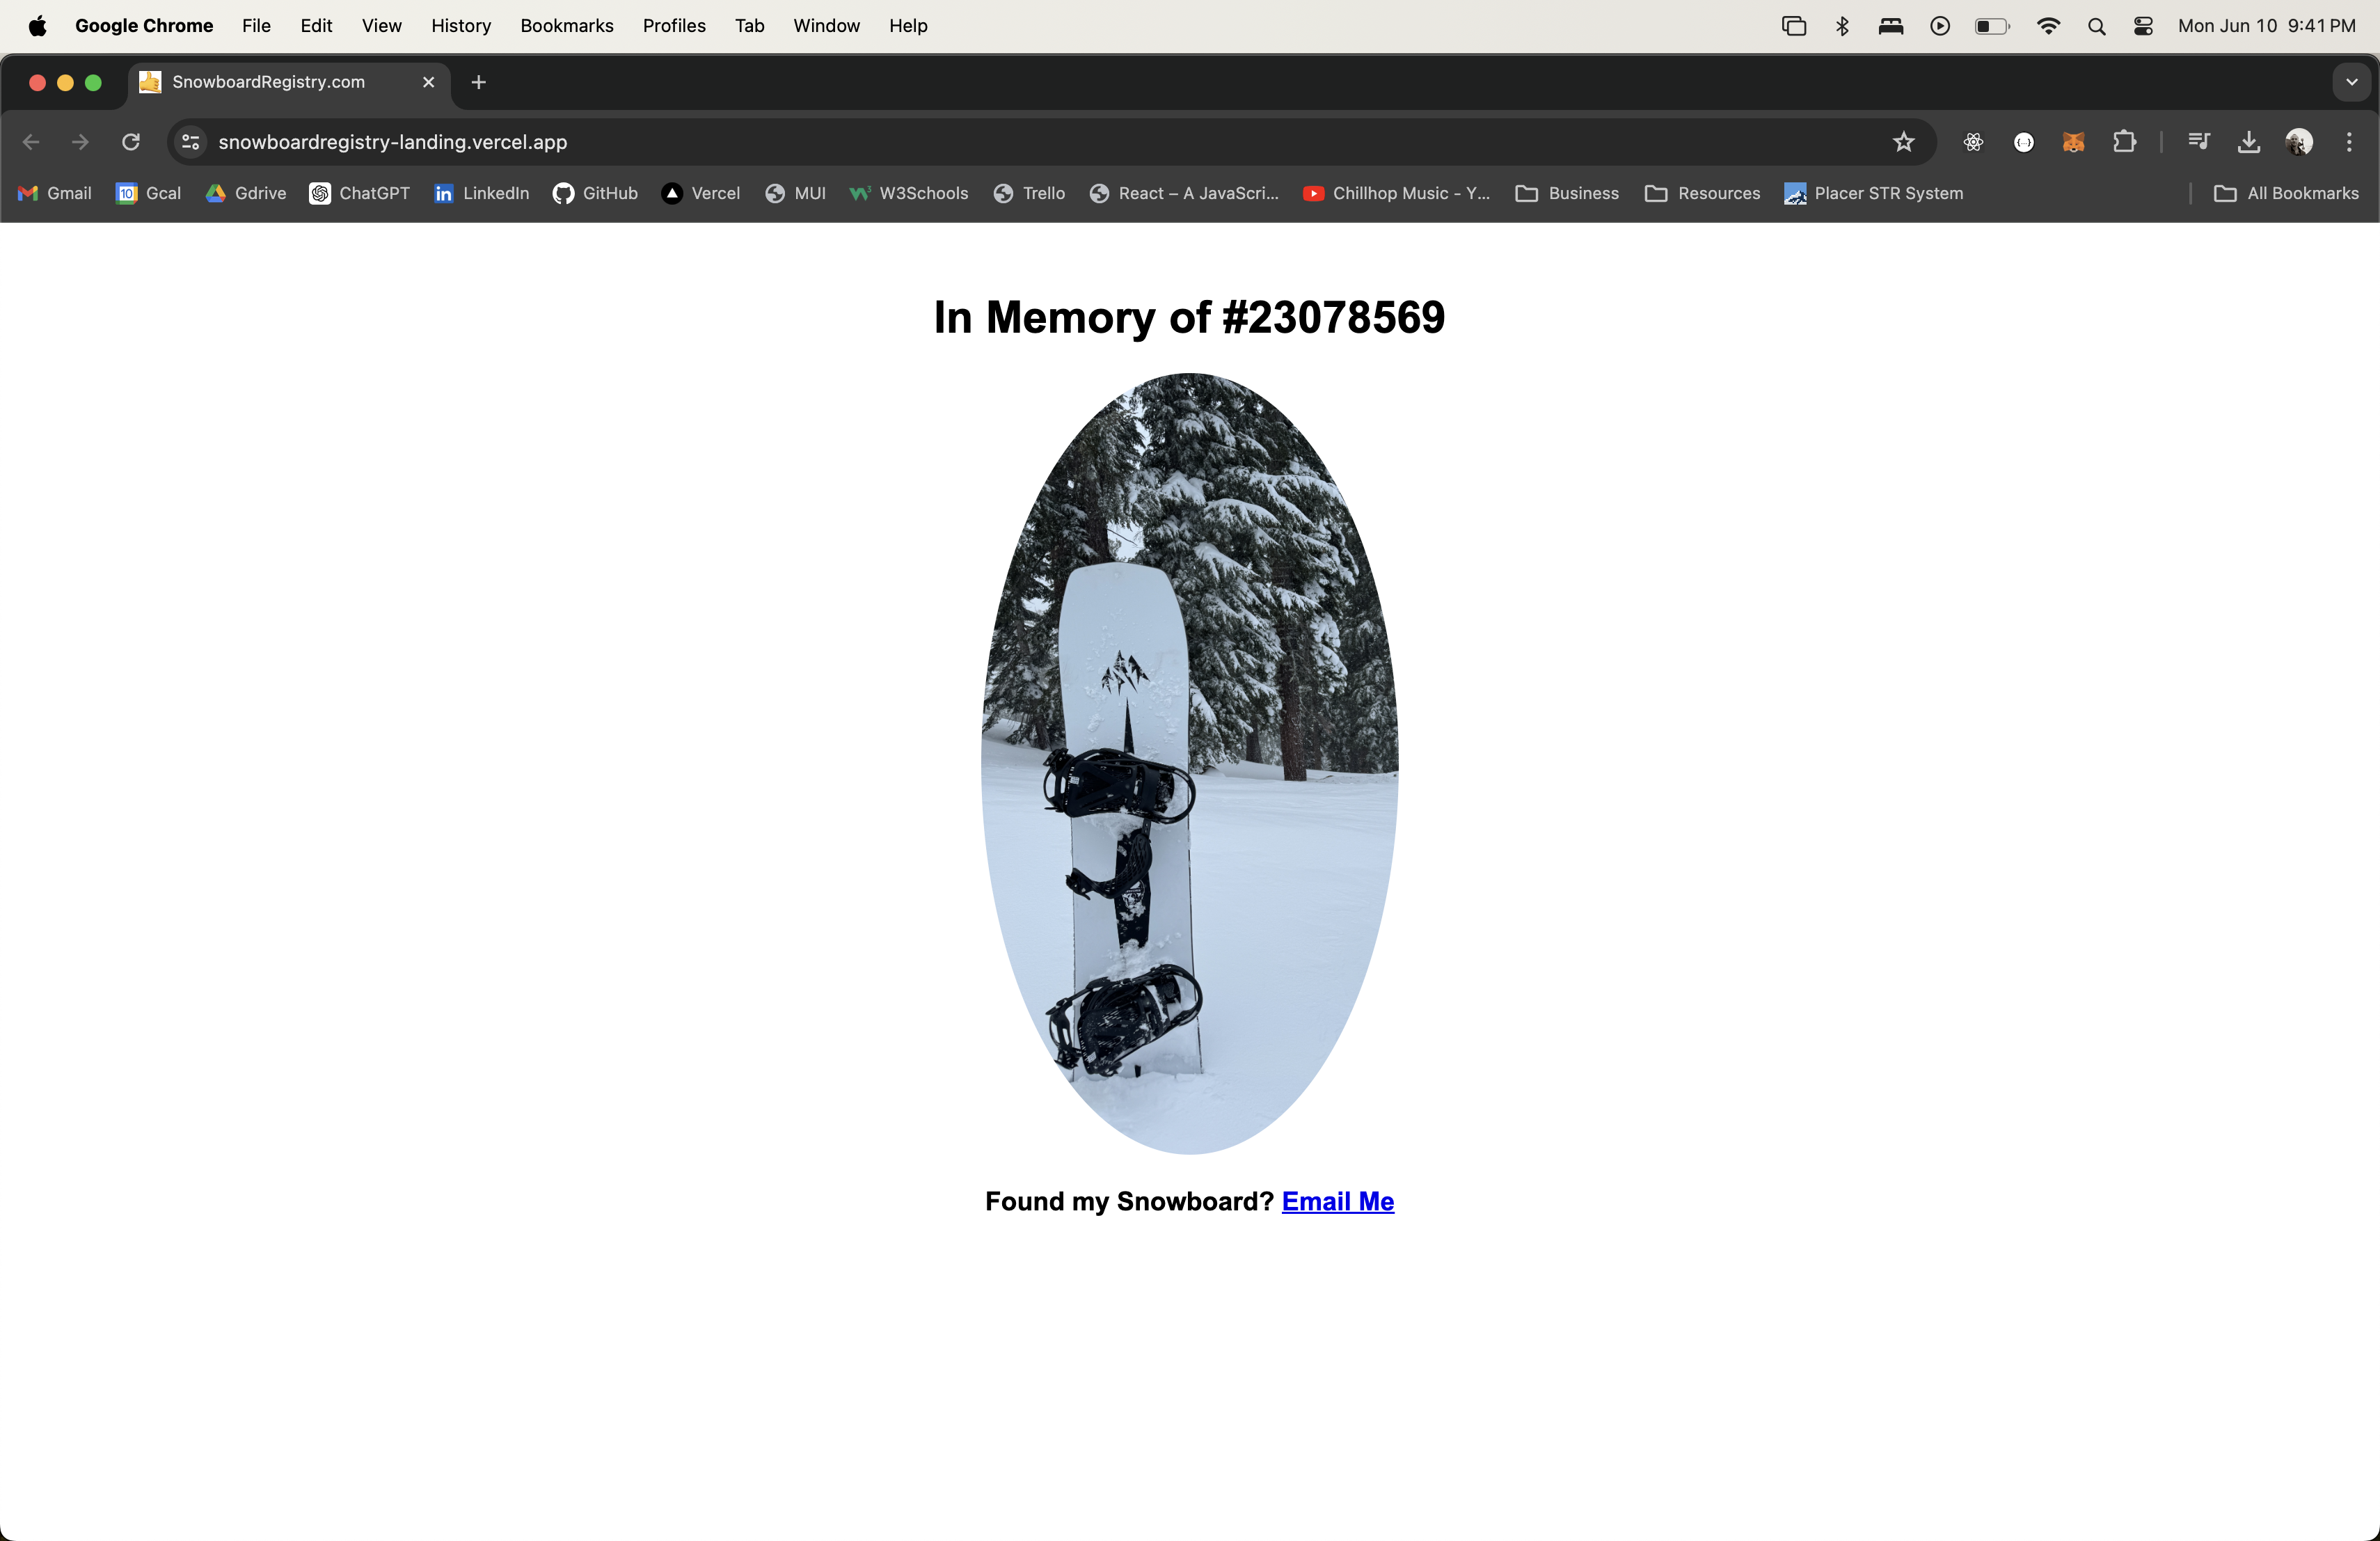 Google Chrome File Edit View History Bookmarks Profiles Tab Window Help Mon Jun 10 9:41 PM
SnowboardRegistry.com
snowboardregistry-landing.vercel.app
Gmail 10 Gcal Gdrive ChatGPT in LinkedIn GitHub Vercel MUI W3Schools Trello React – A JavaScri... Chillhop Music - Y... Business Resources Placer STR System All Bookmarks
In Memory of #23078569
Found my Snowboard? Email Me